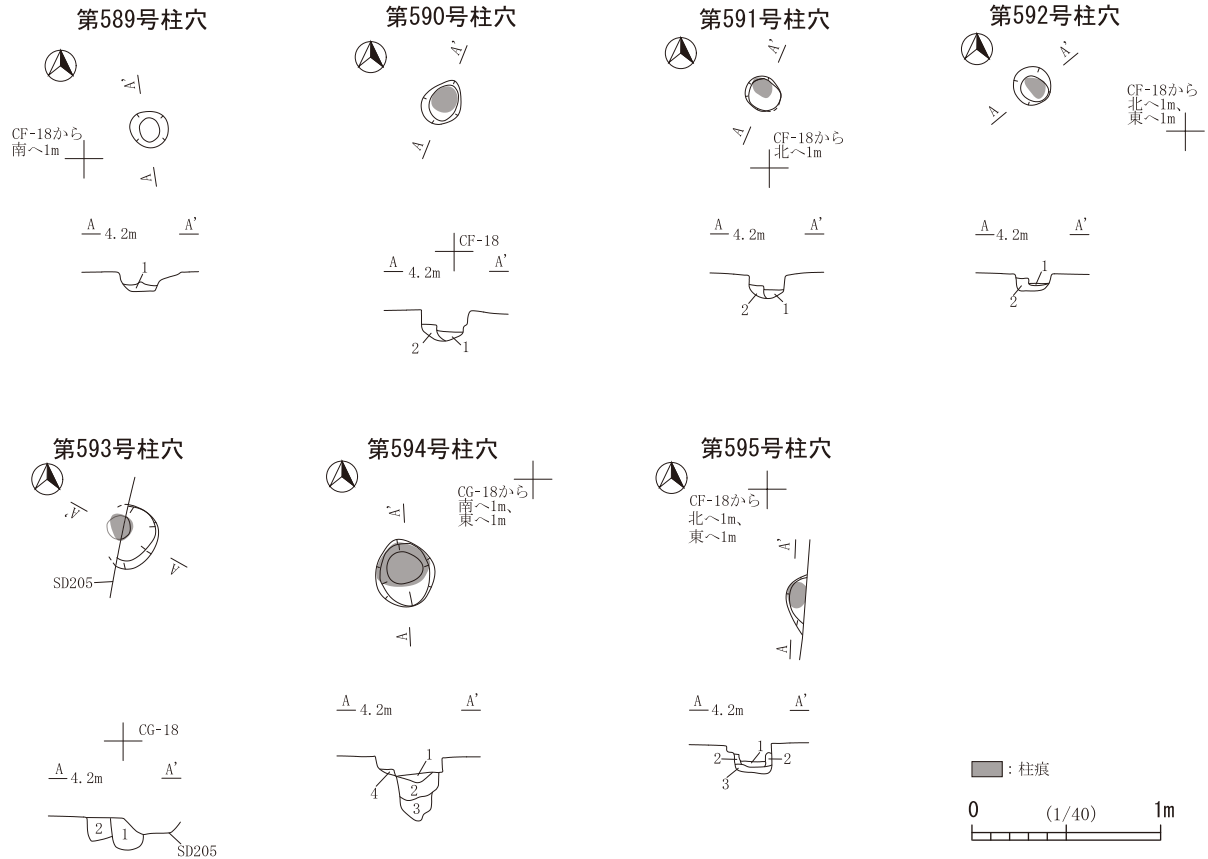 第589号柱穴
A'
CF-18から
南へ1m
A
A 4.2m A'
1
第590号柱穴
A'
A
CF-18
A 4.2m A'
2 1
第591号柱穴
A'
A
CF-18から
北へ1m
A 4.2m A'
2 1
第592号柱穴
A'
A
CF-18から
北へ1m、
東へ1m
A 4.2m A'
1
2
第593号柱穴
A'
A
SD205
CG-18
A 4.2m A'
2 1
SD205
第594号柱穴
CG-18から
南へ1m、
東へ1m
A'
A
A 4.2m A'
1
2
3
4
第595号柱穴
CF-18から
北へ1m、
東へ1m
A'
A
A 4.2m A'
1
2 2
3
：柱痕
0 (1/40) 1m